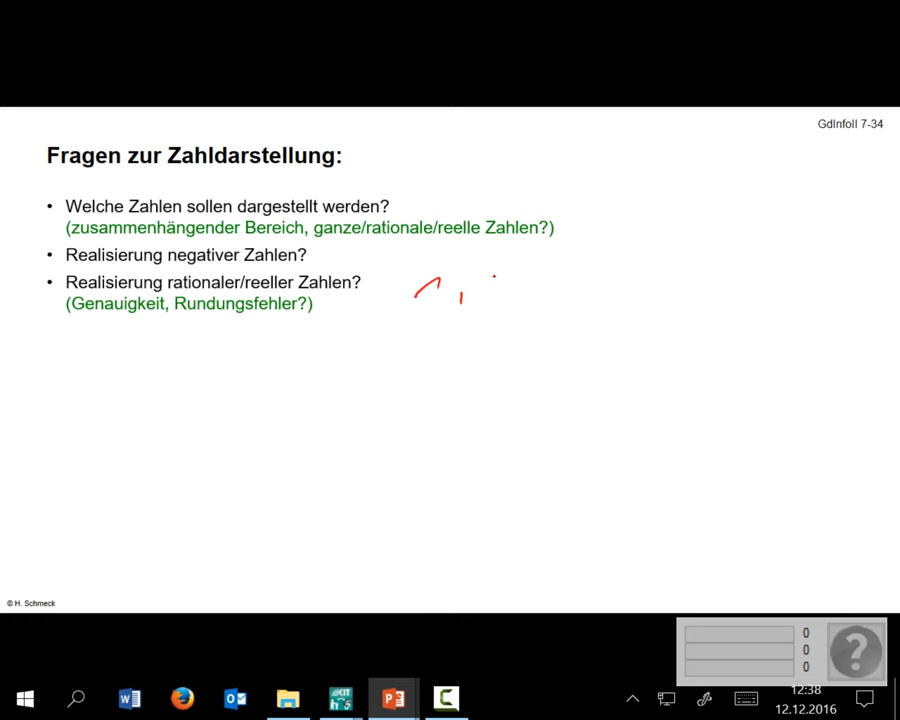 GdInfoII 7-34
Fragen zur Zahldarstellung:
• Welche Zahlen sollen dargestellt werden?
(zusammenhängender Bereich, ganze/rationale/reelle Zahlen?)
• Realisierung negativer Zahlen?
• Realisierung rationaler/reeller Zahlen?
(Genauigkeit, Rundungsfehler?)
© H. Schmeck
0
0
0
?
12:38
12.12.2016